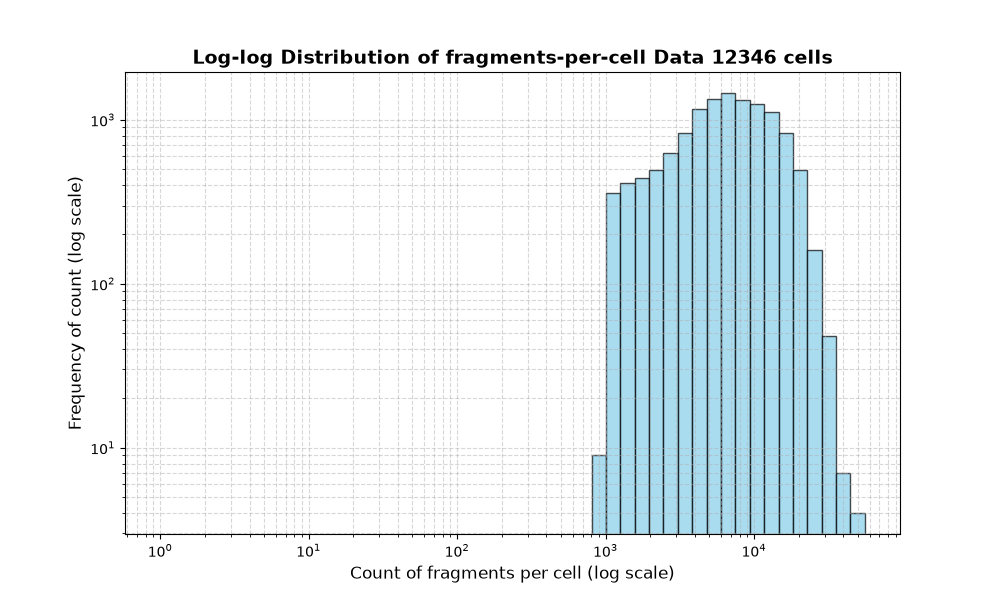 Log-log Distribution of fragments-per-cell Data 12346 cells
Frequency of count (log scale)
10³
10²
10¹
10⁰ 10¹ 10² 10³ 10⁴
Count of fragments per cell (log scale)